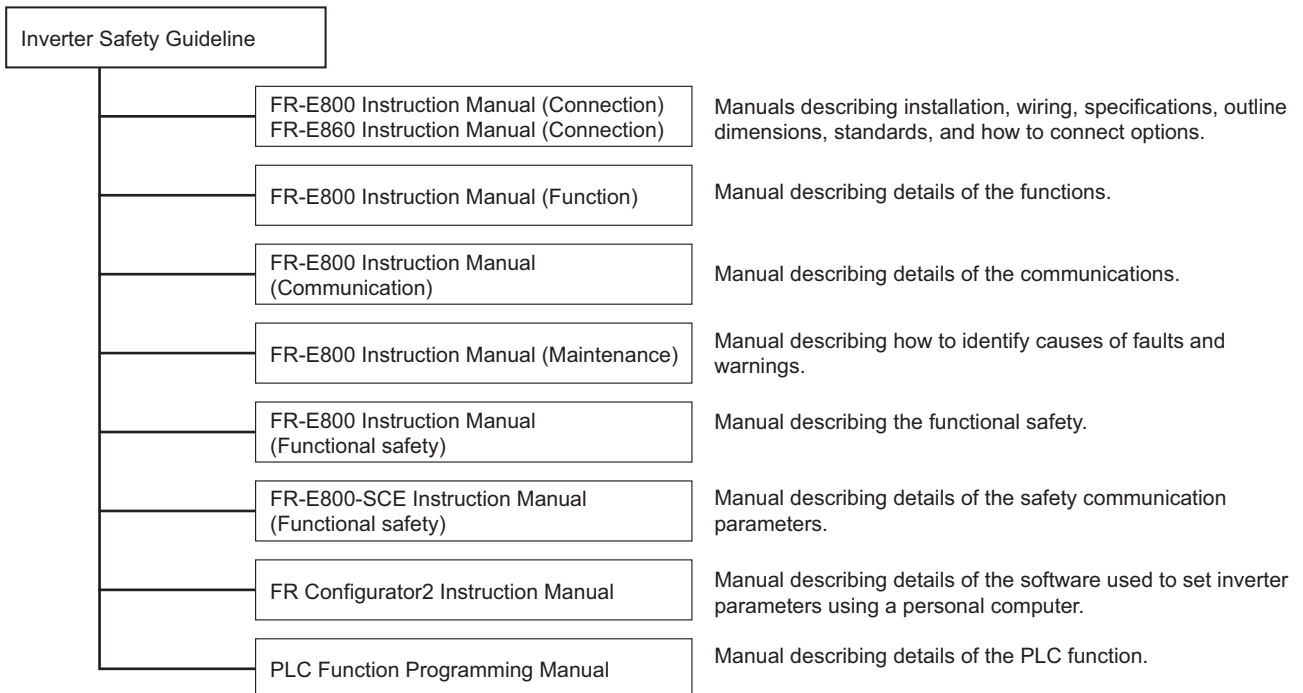 Inverter Safety Guideline
FR-E800 Instruction Manual (Connection)
FR-E860 Instruction Manual (Connection)
Manuals describing installation, wiring, specifications, outline
dimensions, standards, and how to connect options.
FR-E800 Instruction Manual (Function)
Manual describing details of the functions.
FR-E800 Instruction Manual
(Communication)
Manual describing details of the communications.
FR-E800 Instruction Manual (Maintenance)
Manual describing how to identify causes of faults and
warnings.
FR-E800 Instruction Manual
(Functional safety)
Manual describing the functional safety.
FR-E800-SCE Instruction Manual
(Functional safety)
Manual describing details of the safety communication
parameters.
FR Configurator2 Instruction Manual
Manual describing details of the software used to set inverter
parameters using a personal computer.
PLC Function Programming Manual
Manual describing details of the PLC function.